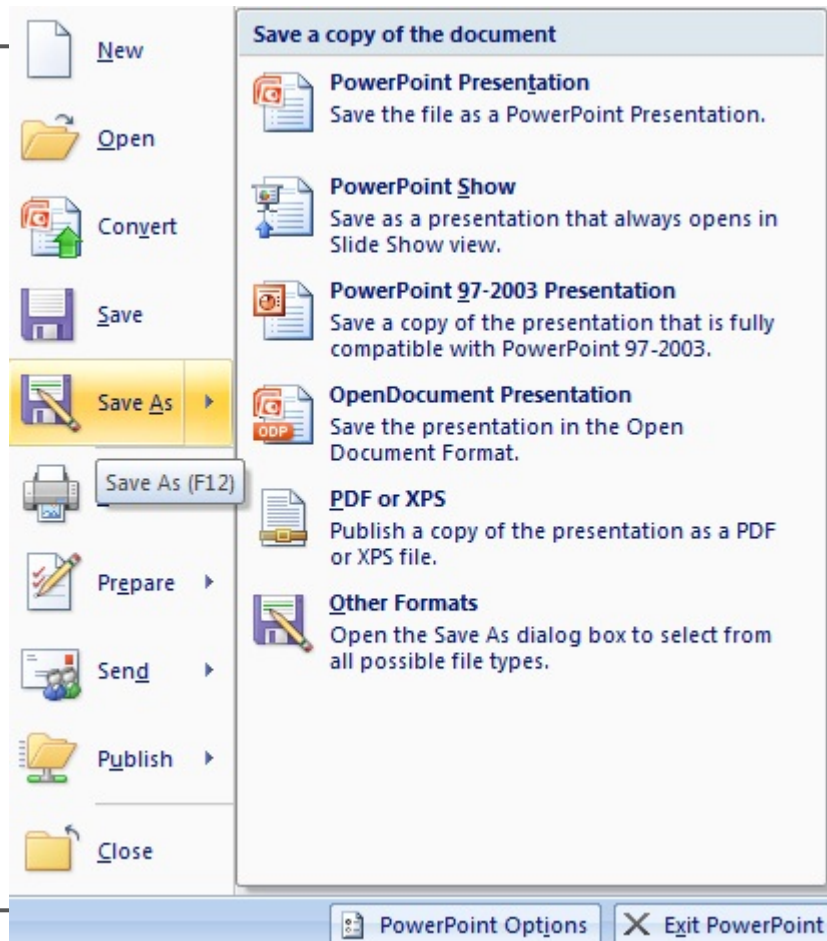 New
Open
Convert
Save
Save As
Save As (F12)
Prepare
Send
Publish
Close
Save a copy of the document
PowerPoint Presentation
Save the file as a PowerPoint Presentation.
PowerPoint Show
Save as a presentation that always opens in
Slide Show view.
PowerPoint 97-2003 Presentation
Save a copy of the presentation that is fully
compatible with PowerPoint 97-2003.
OpenDocument Presentation
ODP
Save the presentation in the Open
Document Format.
PDF or XPS
Publish a copy of the presentation as a PDF
or XPS file.
Other Formats
Open the Save As dialog box to select from
all possible file types.
PowerPoint Options
Exit PowerPoint